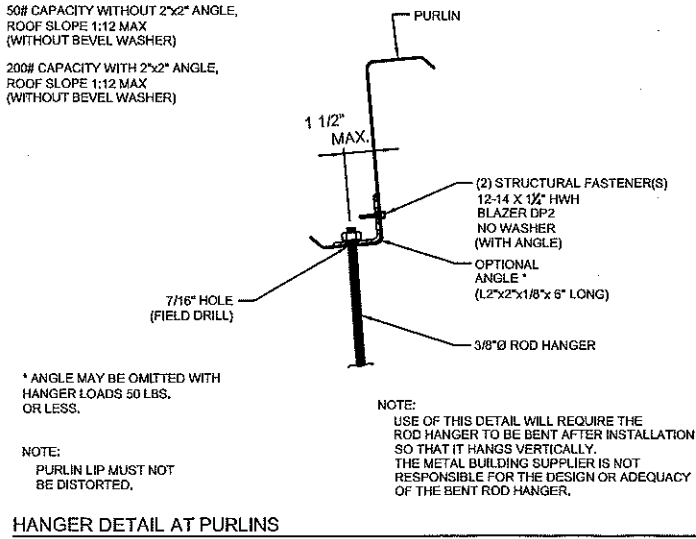 50# CAPACITY WITHOUT 2"x2" ANGLE,
ROOF SLOPE 1:12 MAX
(WITHOUT BEVEL WASHER)
200# CAPACITY WITH 2"x2" ANGLE,
ROOF SLOPE 1:12 MAX
(WITHOUT BEVEL WASHER)
PURLIN
1 1/2"
MAX.
(2) STRUCTURAL FASTENER(S)
12-14 X 1¼" HWH
BLAZER DP2
NO WASHER
(WITH ANGLE)
OPTIONAL
ANGLE *
(L2"x2"x1/8"x 6" LONG)
7/16" HOLE
(FIELD DRILL)
3/8"Ø ROD HANGER
* ANGLE MAY BE OMITTED WITH
HANGER LOADS 50 LBS.
OR LESS.
NOTE:
PURLIN LIP MUST NOT
BE DISTORTED.
NOTE:
USE OF THIS DETAIL WILL REQUIRE THE
ROD HANGER TO BE BENT AFTER INSTALLATION
SO THAT IT HANGS VERTICALLY.
THE METAL BUILDING SUPPLIER IS NOT
RESPONSIBLE FOR THE DESIGN OR ADEQUACY
OF THE BENT ROD HANGER.
HANGER DETAIL AT PURLINS